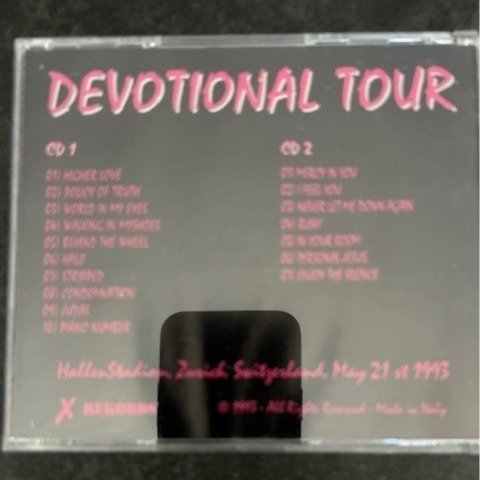 DEVOTIONAL TOUR
CD 1
01) HIGHER LOVE
02) POLICY OF TRUTH
03) WORLD IN MY EYES
04) WALKING IN MYSHOES
05) BEHIND THE WHEEL
06) HALO
07) STRIPPED
08) CONDEMNATION
09) JUDAS
10) PIANO NUMBER
CD 2
01) MERCY IN YOU
02) I FEEL YOU
03) NEVER LET ME DOWN AGAIN
04) RUSH
05) IN YOUR ROOM
06) PERSONAL JESUS
07) ENJOY THE SILENCE
HallenStadion, Zurich Switzerland, May 21 st 1993
X RECORDS
© 1993 - All Rights Reserved - Made in Italy